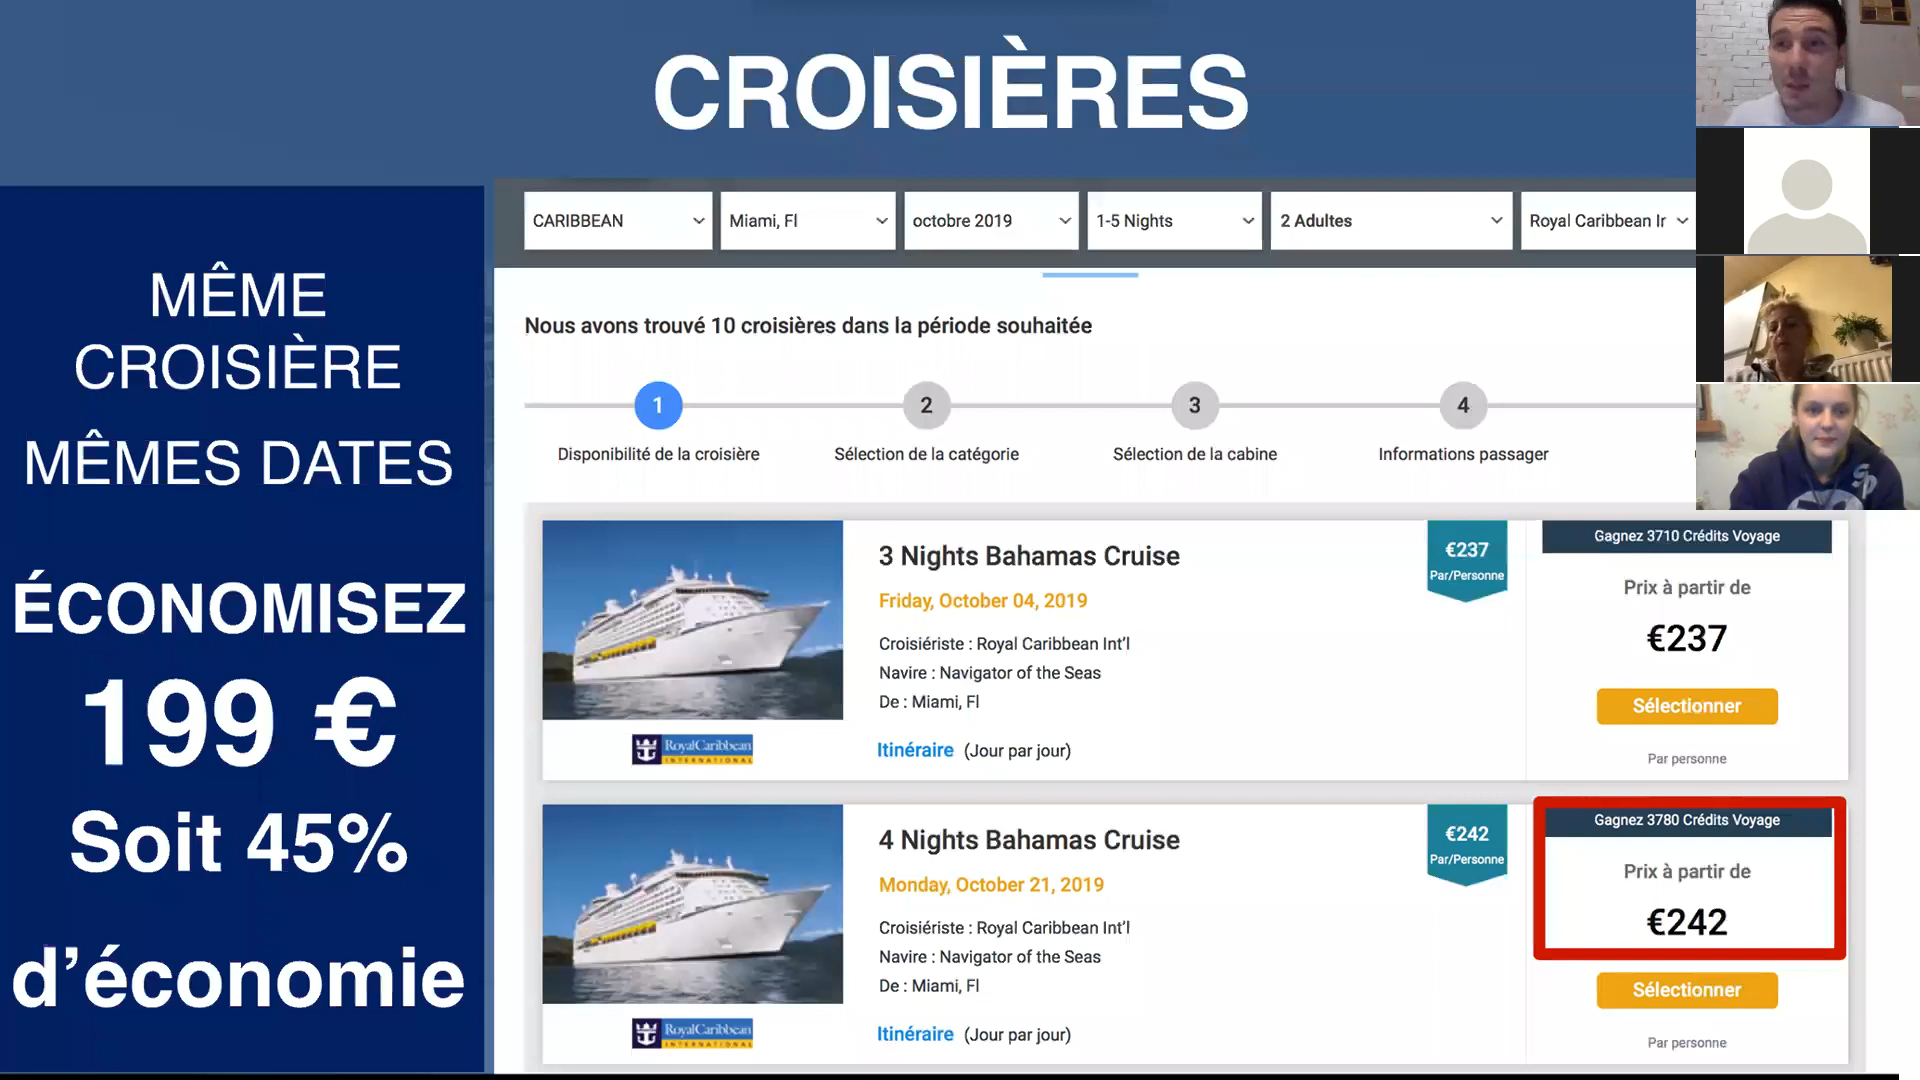 CROISIÈRES
MÊME
CROISIÈRE
MÊMES DATES
ÉCONOMISEZ
199 €
Soit 45%
d’économie
CARIBBEAN
Miami, Fl
octobre 2019
1-5 Nights
2 Adultes
Royal Caribbean Ir
Nous avons trouvé 10 croisières dans la période souhaitée
1
2
3
4
Disponibilité de la croisière
Sélection de la catégorie
Sélection de la cabine
Informations passager
3 Nights Bahamas Cruise
Friday, October 04, 2019
Croisiériste : Royal Caribbean Int’l
Navire : Navigator of the Seas
De : Miami, Fl
Itinéraire (Jour par jour)
RoyalCaribbean
INTERNATIONAL
€237
Par/Personne
Gagnez 3710 Crédits Voyage
Prix à partir de
€237
Sélectionner
Par personne
4 Nights Bahamas Cruise
Monday, October 21, 2019
Croisiériste : Royal Caribbean Int’l
Navire : Navigator of the Seas
De : Miami, Fl
Itinéraire (Jour par jour)
RoyalCaribbean
INTERNATIONAL
€242
Par/Personne
Gagnez 3780 Crédits Voyage
Prix à partir de
€242
Sélectionner
Par personne